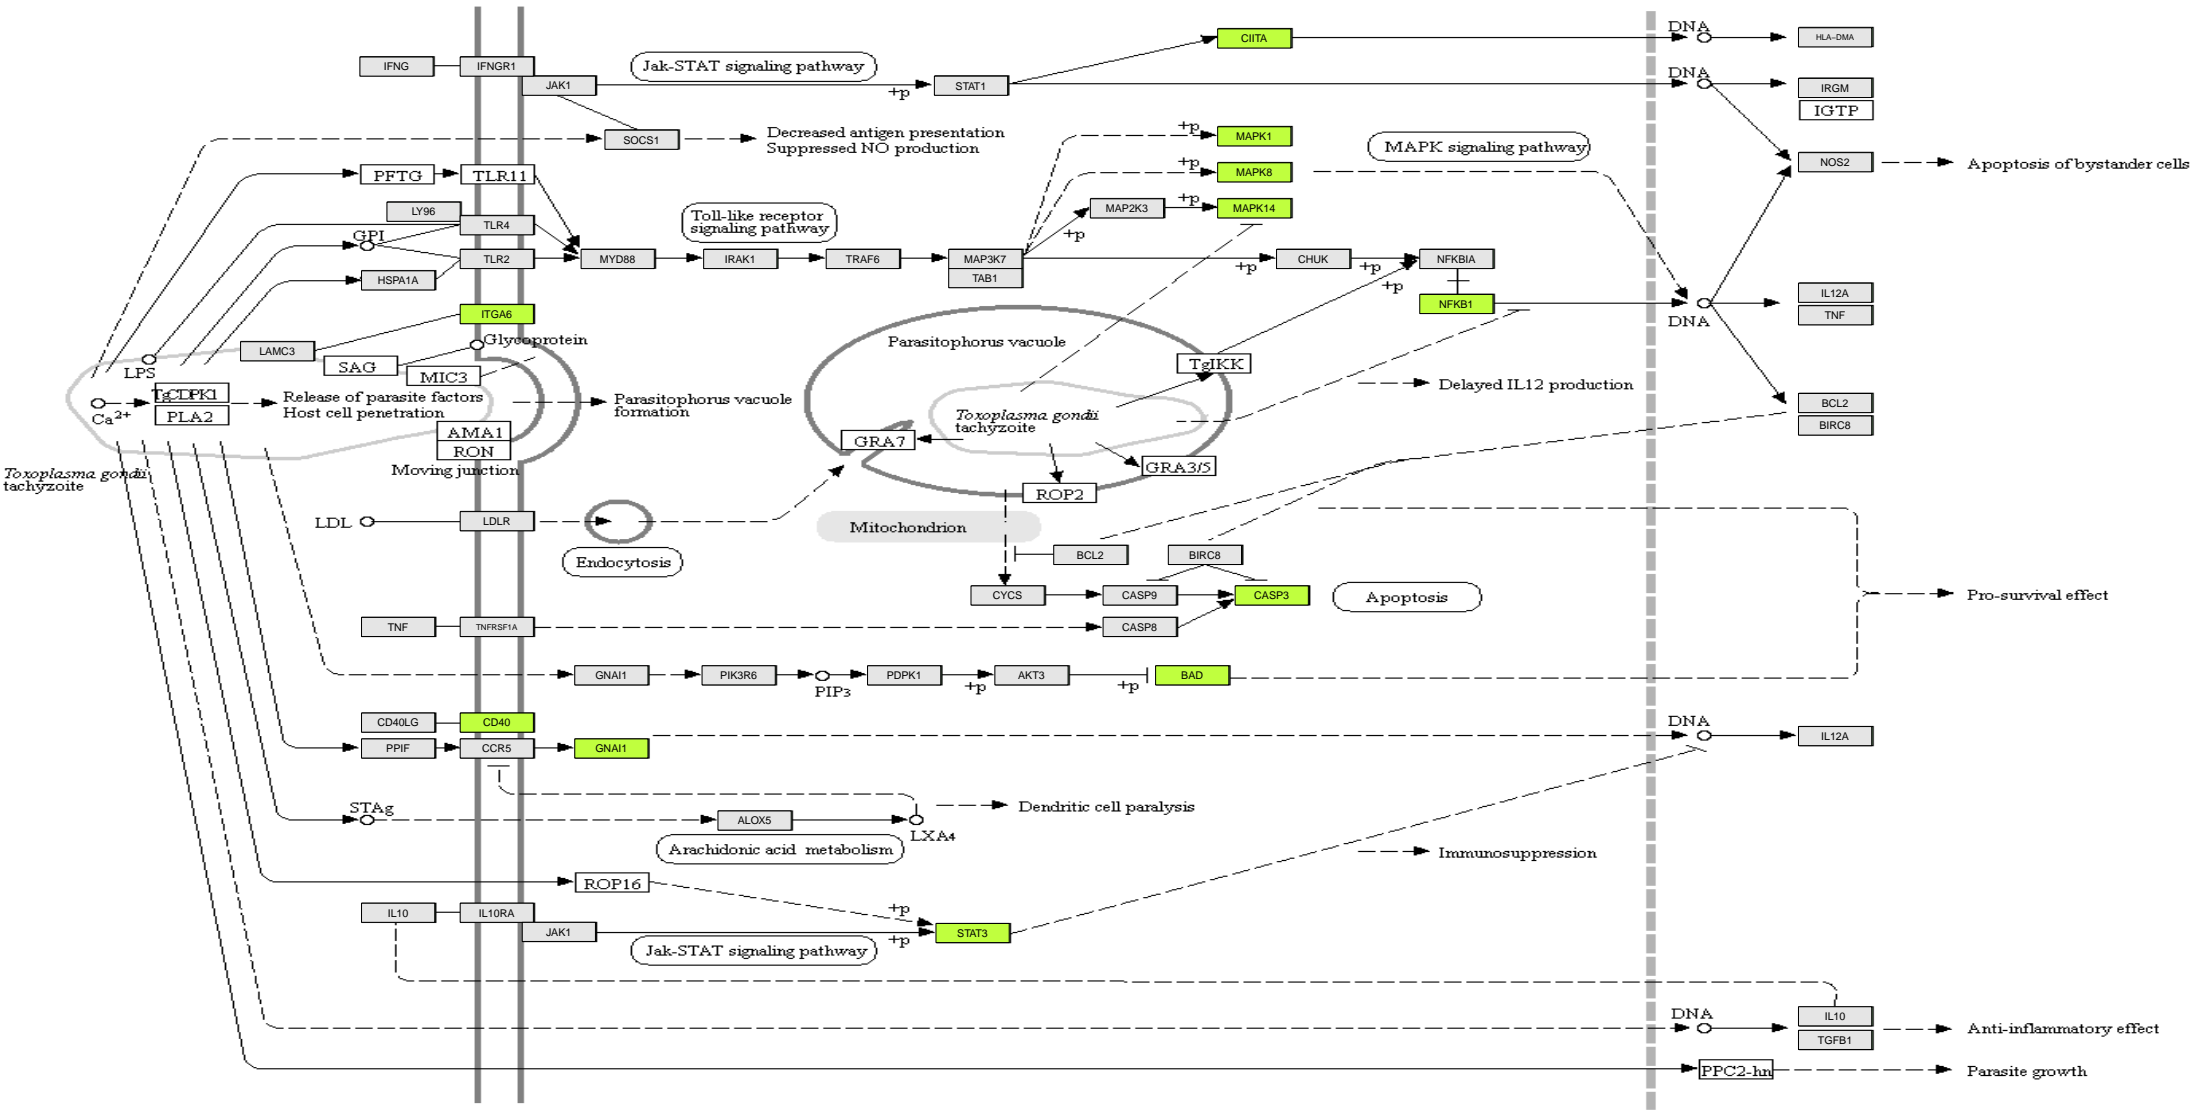 DNA
CIITA
HLA-DMA
IFNG
IFNGR1
Jak-STAT signaling pathway
JAK1
+p
STAT1
DNA
IRGM
IGTP
SOCS1
Decreased antigen presentation
Suppressed NO production
+p
MAPK1
MAPK signaling pathway
NOS2
Apoptosis of bystander cells
PFTG
TLR11
+p
MAPK8
LY96
TLR4
Toll-like receptor
signaling pathway
MAP2K3
+p
MAPK14
+p
GPI
TLR2
MYD88
IRAK1
TRAF6
MAP3K7
TAB1
+p
CHUK
+p
NFKBIA
+p
HSPA1A
IL12A
TNF
NFKB1
DNA
ITGA6
Glycoprotein
LAMC3
SAG
MIC3
LPS
Parasitophorus vacuole
TgIKK
Delayed IL12 production
TgCDPK1
PLA2
Ca2+
Release of parasite factors
Host cell penetration
Parasitophorus vacuole
formation
Toxoplasma gondii
tachyzoite
BCL2
BIRC8
AMA1
RON
Moving junction
GRA7
GRA3/5
ROP2
Toxoplasma gondii
tachyzoite
LDL
LDLR
Endocytosis
Mitochondrion
BCL2
BIRC8
CYCS
CASP9
CASP3
Apoptosis
Pro-survival effect
TNF
TNFRSF1A
CASP8
GNAI1
PIK3R6
PIP3
PDPK1
+p
AKT3
+p
BAD
CD40LG
CD40
PPIF
CCR5
GNAI1
DNA
IL12A
STAg
ALOX5
LXA4
Dendritic cell paralysis
Arachidonic acid metabolism
Immunosuppression
ROP16
+p
IL10
IL10RA
JAK1
+p
STAT3
Jak-STAT signaling pathway
DNA
IL10
TGFB1
Anti-inflammatory effect
PPC2-hn
Parasite growth